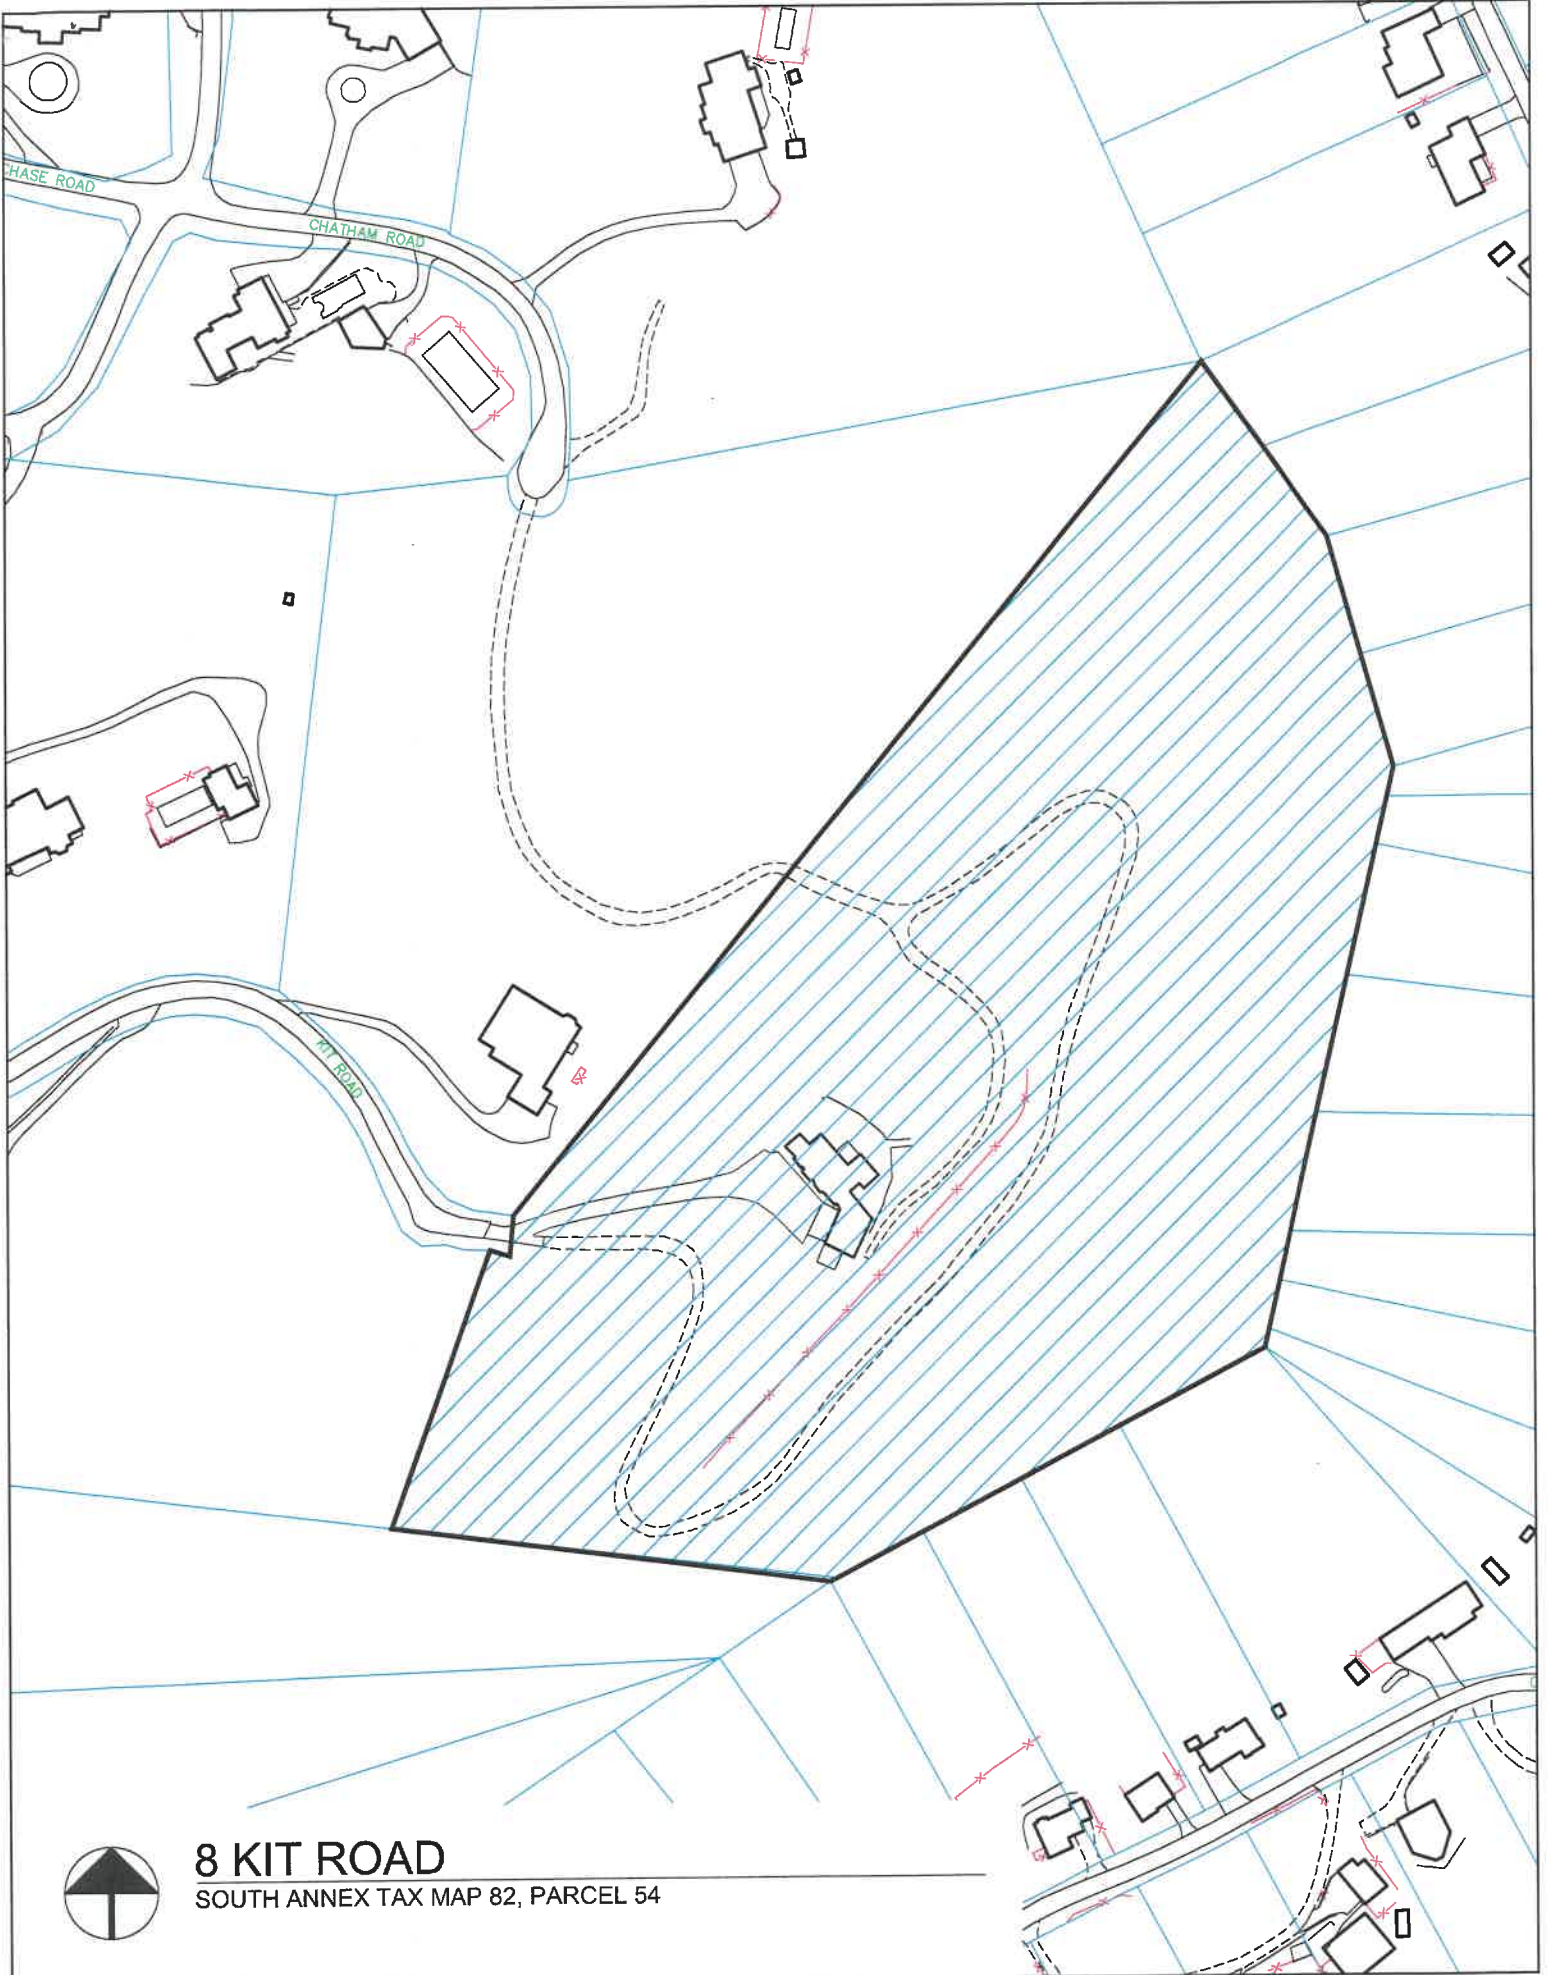 CHASE ROAD
CHATHAM ROAD
KIT ROAD
8 KIT ROAD
SOUTH ANNEX TAX MAP 82, PARCEL 54